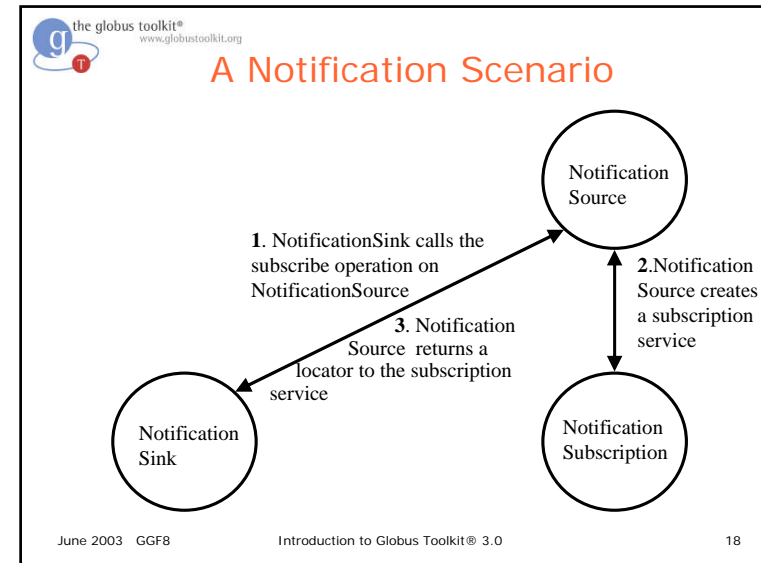 the globus toolkit®
www.globustoolkit.org
g
T
A Notification Scenario
Notification
Source
1. NotificationSink calls the
subscribe operation on
NotificationSource
2.Notification
Source creates
a subscription
service
3. Notification
Source returns a
locator to the subscription
service
Notification
Sink
Notification
Subscription
June 2003 GGF8
Introduction to Globus Toolkit® 3.0
18